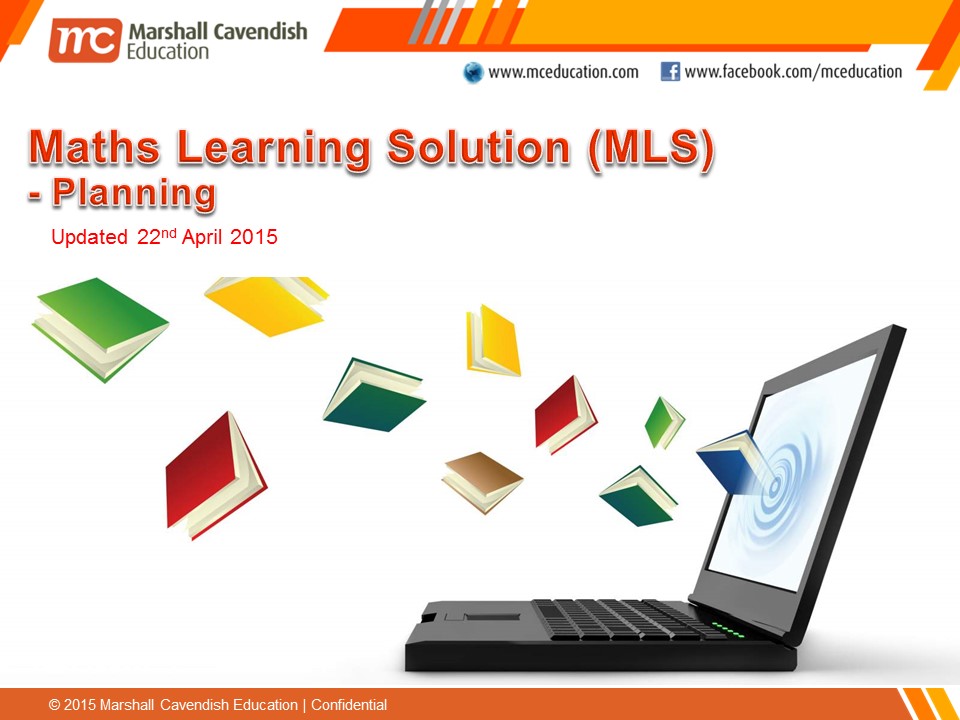 mc Marshall Cavendish
Education
www.mceducation.com
www.facebook.com/mceducation
Maths Learning Solution (MLS)
- Planning
Updated 22nd April 2015
© 2015 Marshall Cavendish Education | Confidential